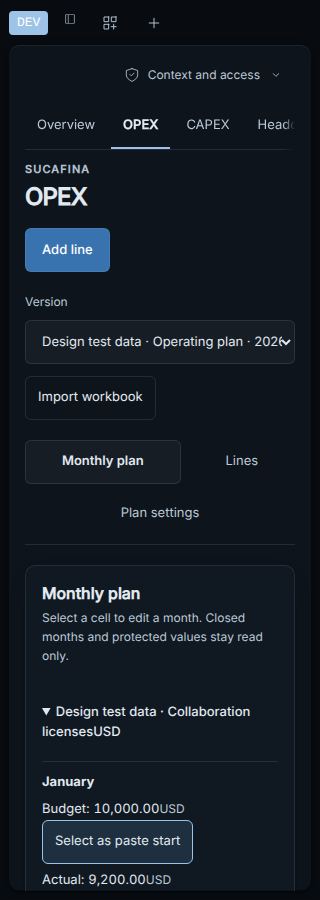 DEV
Context and access
Overview OPEX CAPEX Head
SUCAFINA
OPEX
Add line
Version
Design test data · Operating plan · 2026
Import workbook
Monthly plan Lines
Plan settings
Monthly plan
Select a cell to edit a month. Closed
months and protected values stay read
only.
▼ Design test data · Collaboration
licensesUSD
January
Budget: 10,000.00USD
Select as paste start
Actual: 9,200.00USD